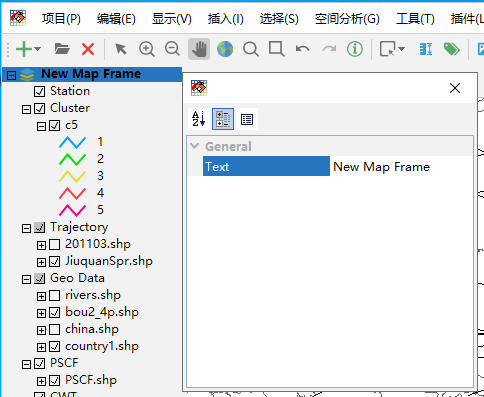 项目(P) 编辑(E) 显示(V) 插入(I) 选择(S) 空间分析(G) 工具(T) 插件(L
New Map Frame
Station
Cluster
c5
1
2
3
4
5
Trajectory
201103.shp
JiuquanSpr.shp
Geo Data
rivers.shp
bou2_4p.shp
china.shp
country1.shp
PSCF
PSCF.shp
CWT
General
Text New Map Frame